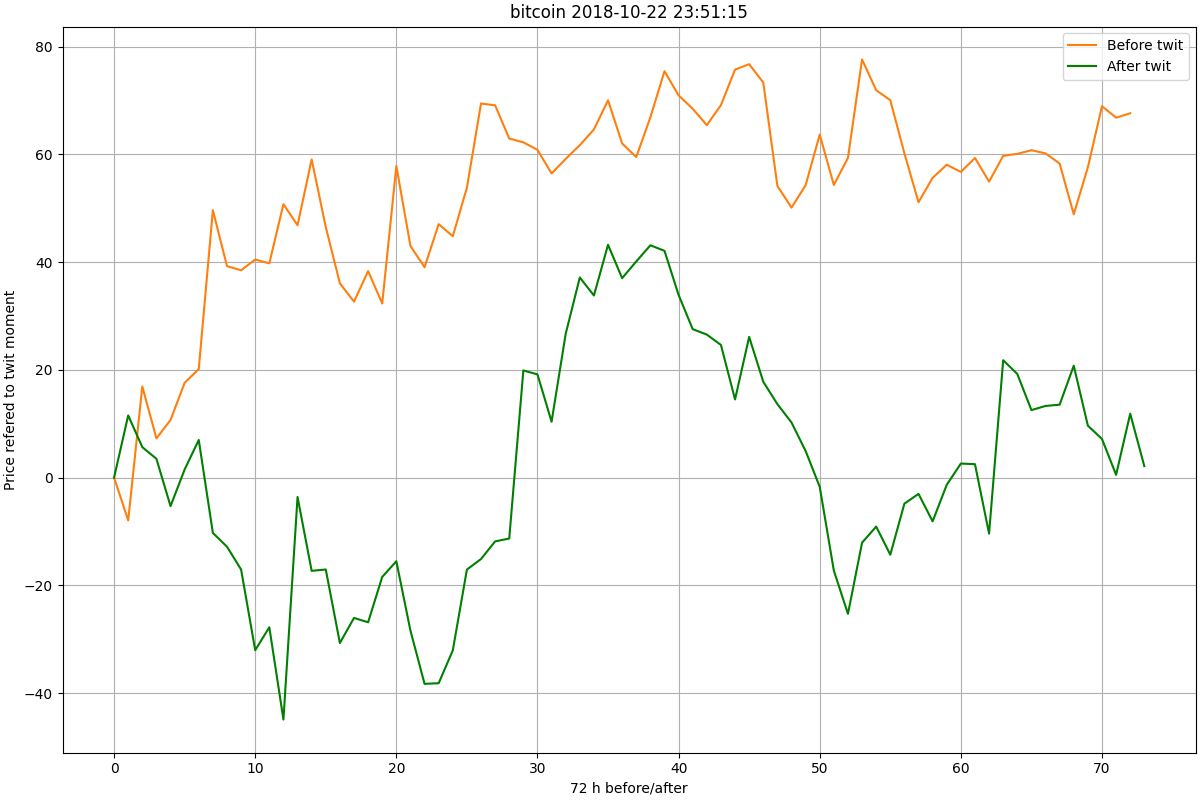 bitcoin 2018-10-22 23:51:15
Before twit
After twit
Price refered to twit moment
80
60
40
20
0
−20
−40
0 10 20 30 40 50 60 70
72 h before/after